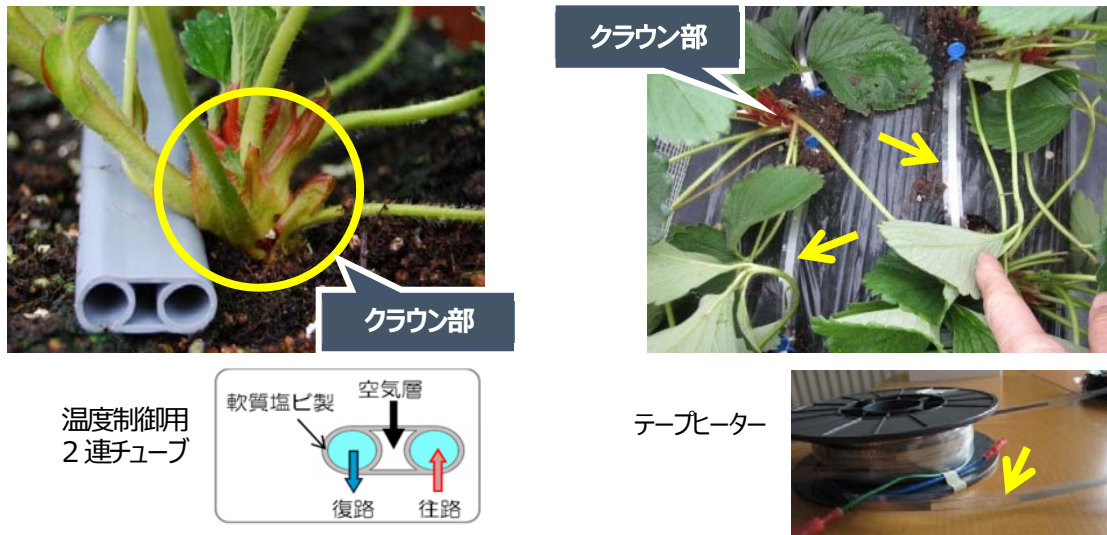 クラウン部
クラウン部
温度制御用
２連チューブ
軟質塩ビ製
空気層
復路
往路
テープヒーター